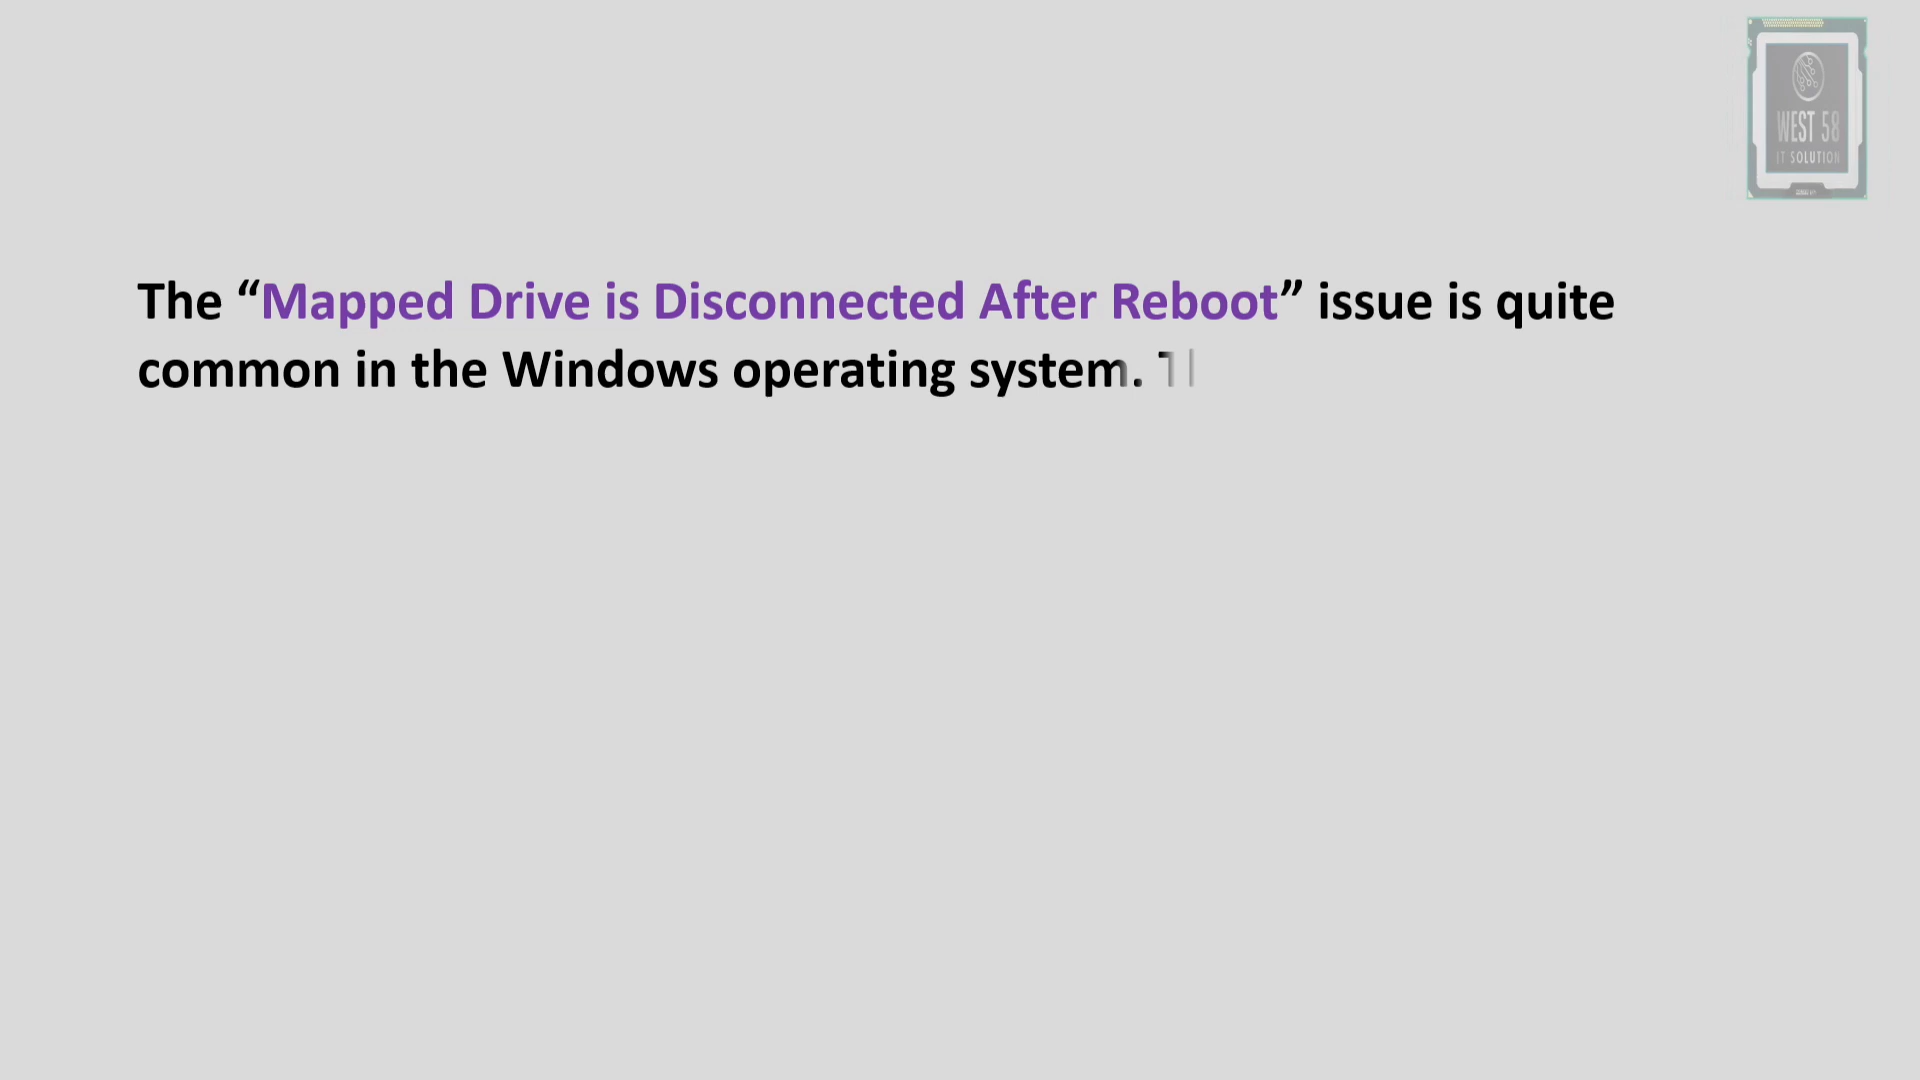 WEST 58
IT SOLUTION
The “Mapped Drive is Disconnected After Reboot” issue is quite
common in the Windows operating system.